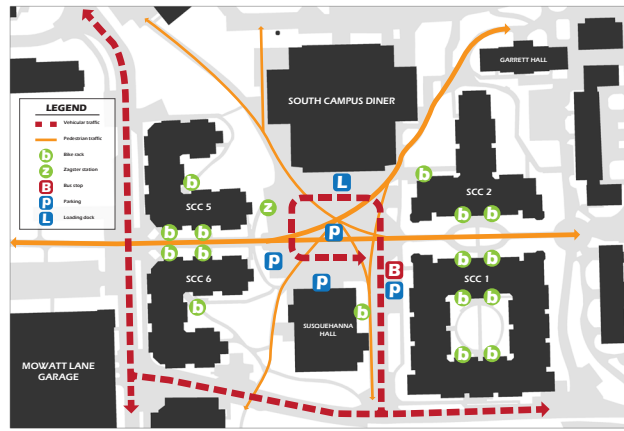 GARRETT HALL
SOUTH CAMPUS DINER
LEGEND
Vehicular traffic
Pedestrian traffic
b Bike rack
z Zagster station
B Bus stop
P Parking
L Loading dock
L
b
b
SCC 2
SCC 5
z
b b
b b
P
b b
b b
P
B
b b
SCC 6
P
P
SCC 1
b
b
b b
SUSQUEHANNA
HALL
MOWATT LANE
GARAGE
b b